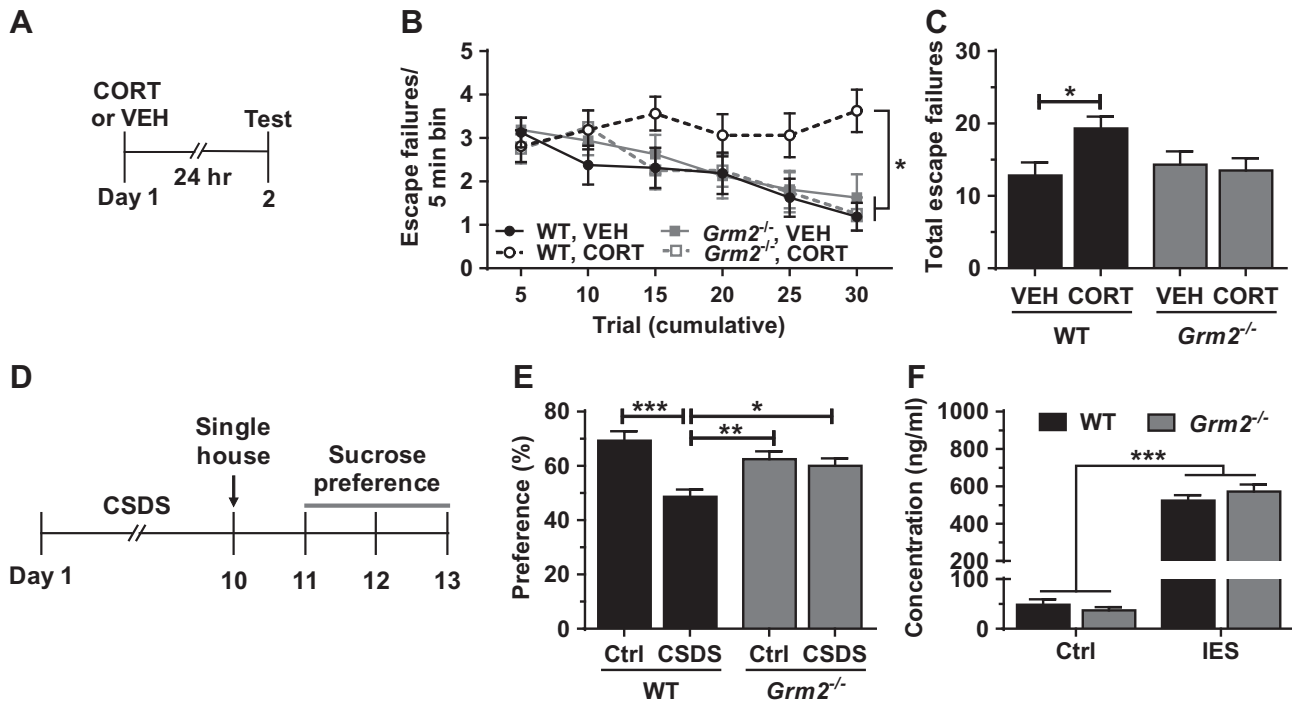 A
CORT
or VEH
Test
24 hr
Day 1
2
B
Escape failures/
5 min bin
5
4
3
2
1
0
*
WT, VEH
WT, CORT
Grm2-/-, VEH
Grm2-/-, CORT
5 10 15 20 25 30
Trial (cumulative)
C
Total escape failures
30
20
10
0
*
VEH CORT VEH CORT
WT Grm2-/-
D
Single
house
Sucrose
preference
CSDS
Day 1 10 11 12 13
E
Preference (%)
80
60
40
20
0
*** *
**
Ctrl CSDS Ctrl CSDS
WT Grm2-/-
F
Concentration (ng/ml)
1000
800
600
400
200
100
0
WT Grm2-/-
***
Ctrl IES